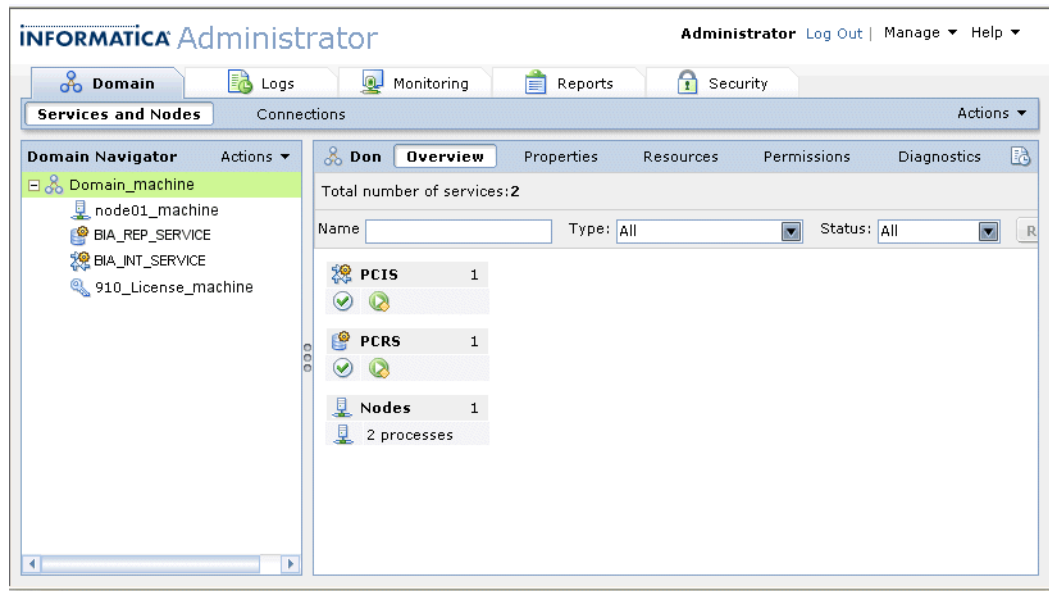 INFORMATICA Administrator
Administrator Log Out | Manage Help
Domain Logs Monitoring Reports Security
Services and Nodes Connections Actions
Domain Navigator Actions
Domain_machine
node01_machine
BIA_REP_SERVICE
BIA_INT_SERVICE
910_License_machine
Don Overview Properties Resources Permissions Diagnostics
Total number of services:2
Name Type: All Status: All R
PCIS 1
PCRS 1
Nodes 1
2 processes